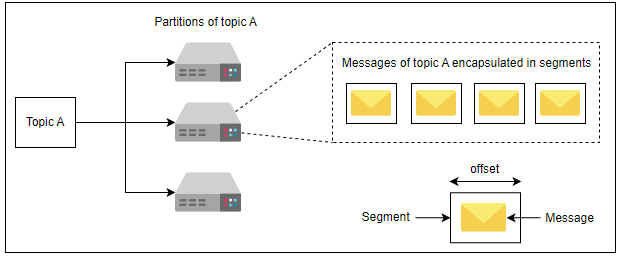 Partitions of topic A
Messages of topic A encapsulated in segments
Topic A
offset
Segment
Message